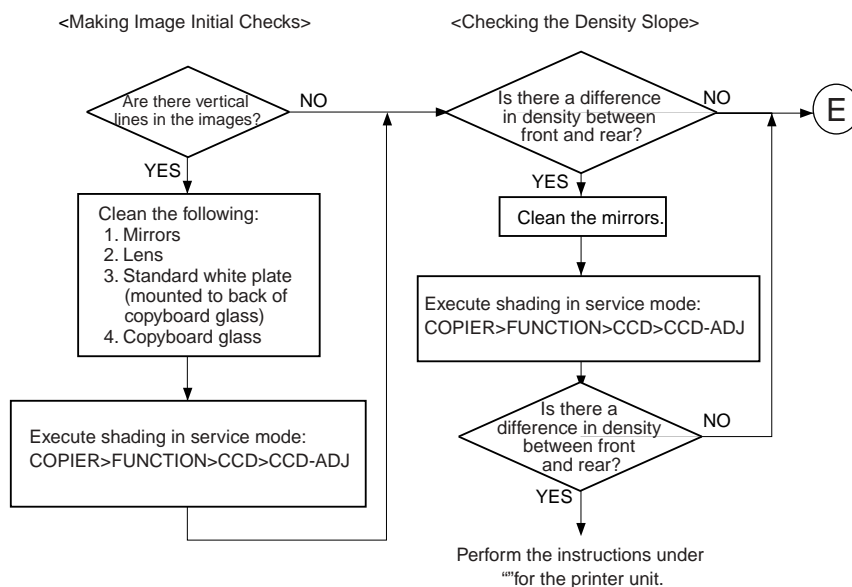 <Making Image Initial Checks>
Are there vertical
lines in the images?
NO
YES
Clean the following:
1. Mirrors
2. Lens
3. Standard white plate
(mounted to back of
copyboard glass)
4. Copyboard glass
Execute shading in service mode:
COPIER>FUNCTION>CCD>CCD-ADJ
<Checking the Density Slope>
Is there a difference
in density between
front and rear?
NO
E
YES
Clean the mirrors.
Execute shading in service mode:
COPIER>FUNCTION>CCD>CCD-ADJ
Is there a
difference in density
between front
and rear?
NO
YES
Perform the instructions under
“”for the printer unit.